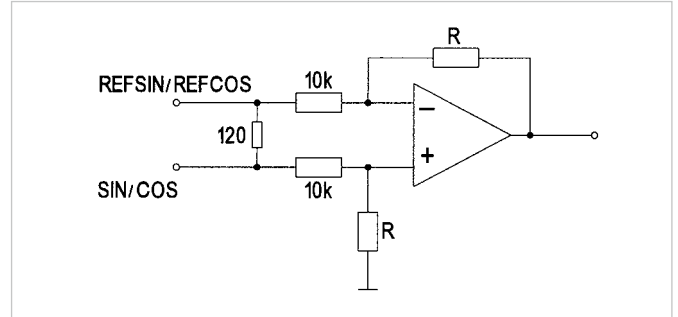 R
REFSIN/REFCOS
10k
120
−
+
SIN/COS
10k
R